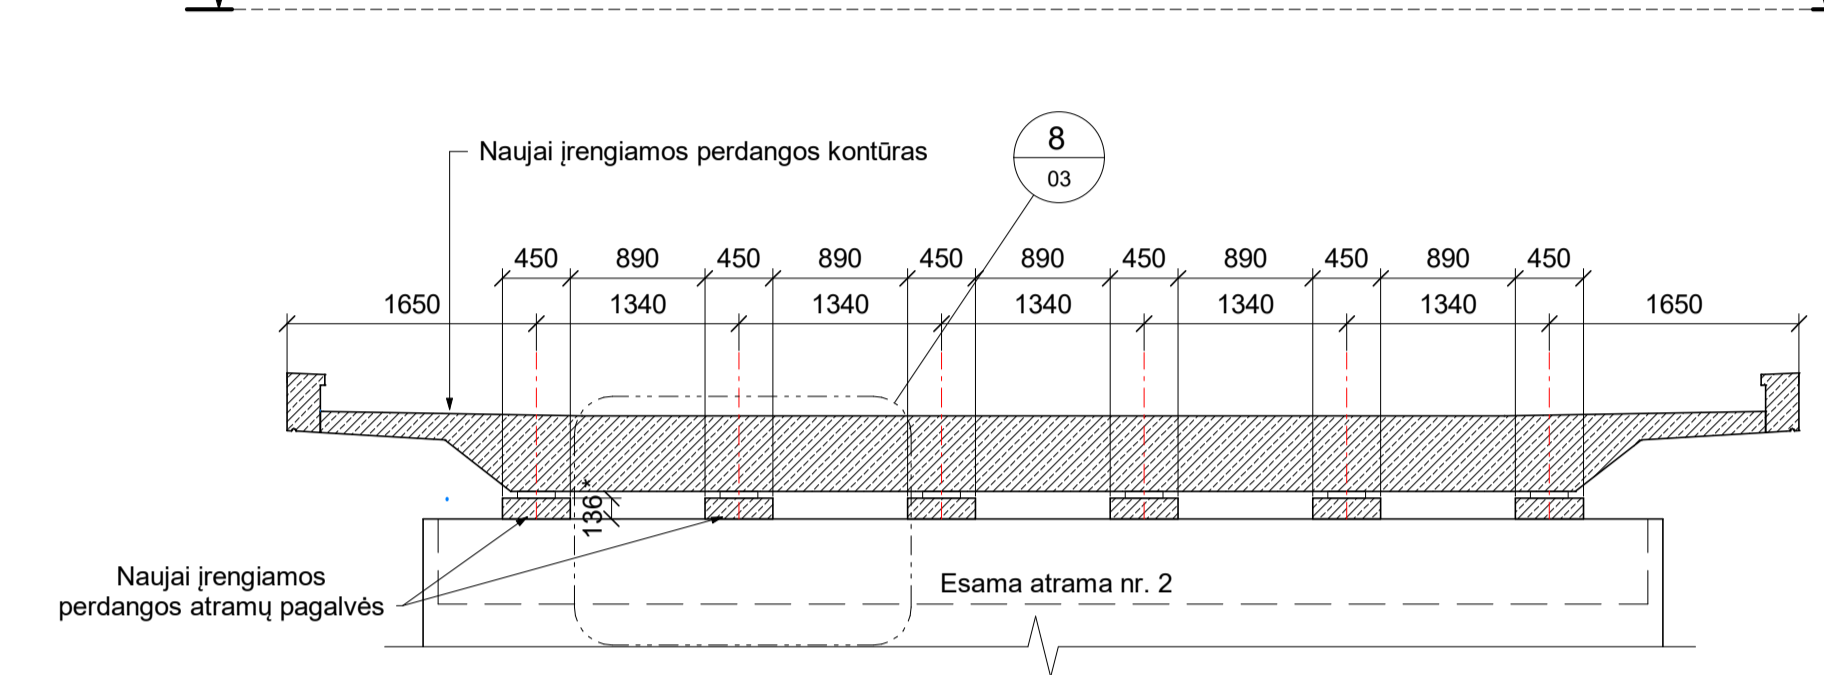 8
03
Naujai įrengiamos perdangos kontūras
450 890 450 890 450 890 450 890 450 890 450
1650 1340 1340 1340 1340 1340 1650
136*
Naujai įrengiamos
perdangos atramų pagalvės
Esama atrama nr. 2